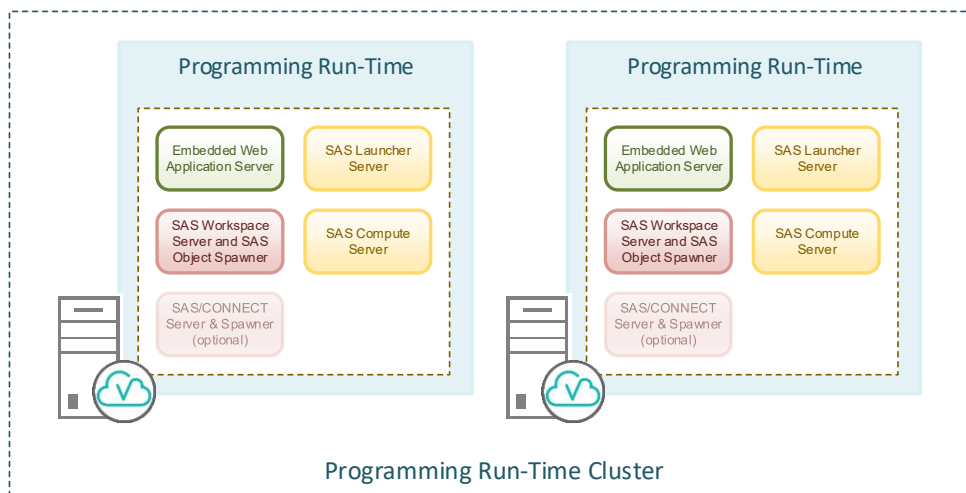 Programming Run-Time
Embedded Web
Application Server
SAS Launcher
Server
SAS Workspace
Server and SAS
Object Spawner
SAS Compute
Server
SAS/CONNECT
Server & Spawner
(optional)
Programming Run-Time
Embedded Web
Application Server
SAS Launcher
Server
SAS Workspace
Server and SAS
Object Spawner
SAS Compute
Server
SAS/CONNECT
Server & Spawner
(optional)
Programming Run-Time Cluster